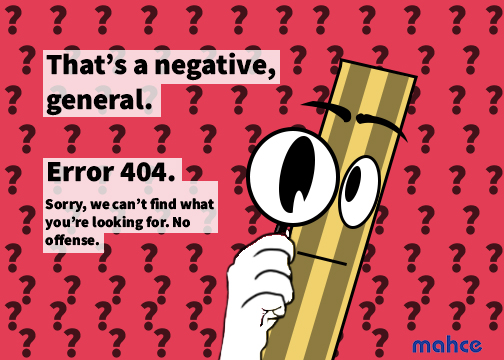 That’s a negative,
general.
Error 404.
Sorry, we can’t find what
you’re looking for. No
offense.
mahce